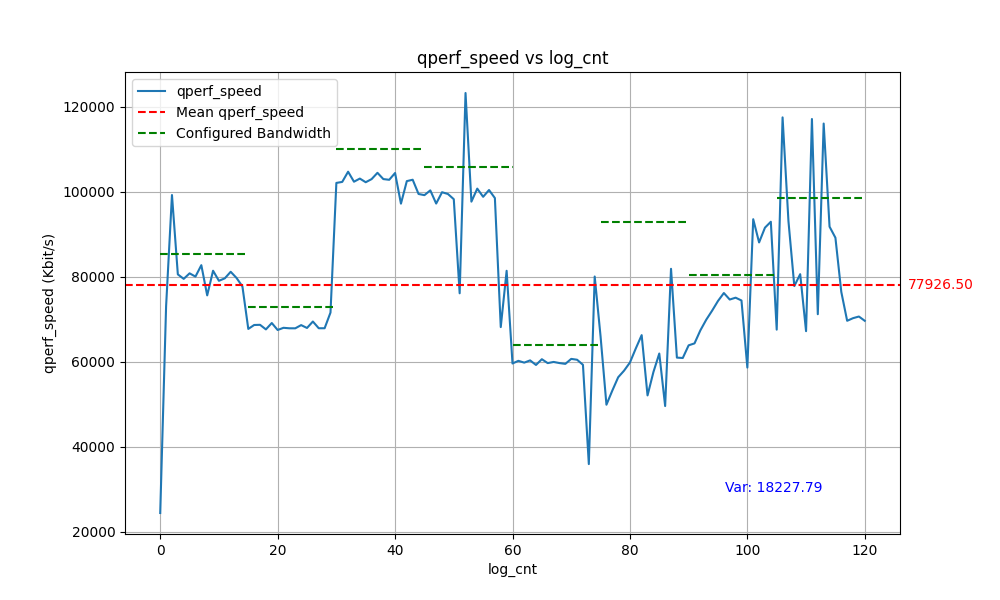 qperf_speed vs log_cnt
qperf_speed
Mean qperf_speed
Configured Bandwidth
qperf_speed (Kbit/s)
120000
100000
80000
60000
40000
20000
77926.50
Var: 18227.79
0 20 40 60 80 100 120
log_cnt